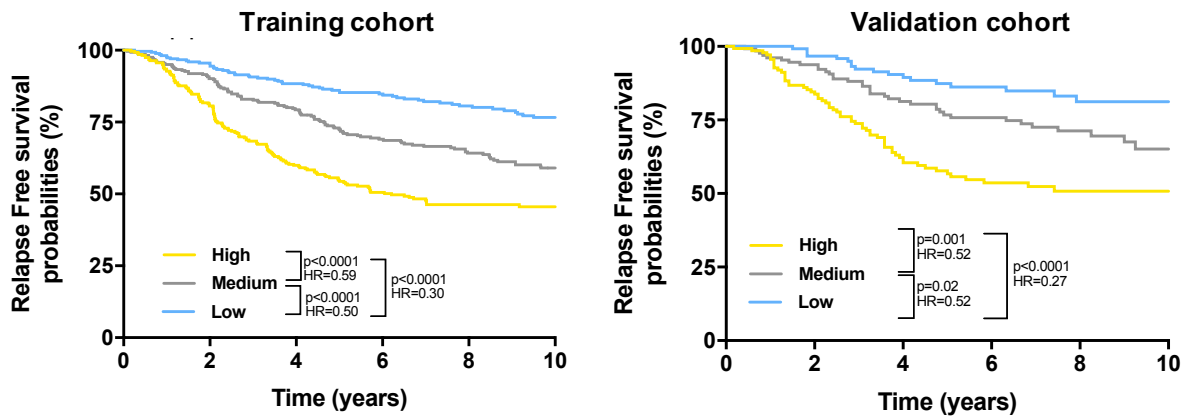 Training cohort
Relapse Free survival
probabilities (%)
100
75
50
25
0
High
Medium
Low
p<0.0001
HR=0.59
p<0.0001
HR=0.50
p<0.0001
HR=0.30
0 2 4 6 8 10
Time (years)
Validation cohort
Relapse Free survival
probabilities (%)
100
75
50
25
0
High
Medium
Low
p=0.001
HR=0.52
p=0.02
HR=0.52
p<0.0001
HR=0.27
0 2 4 6 8 10
Time (years)